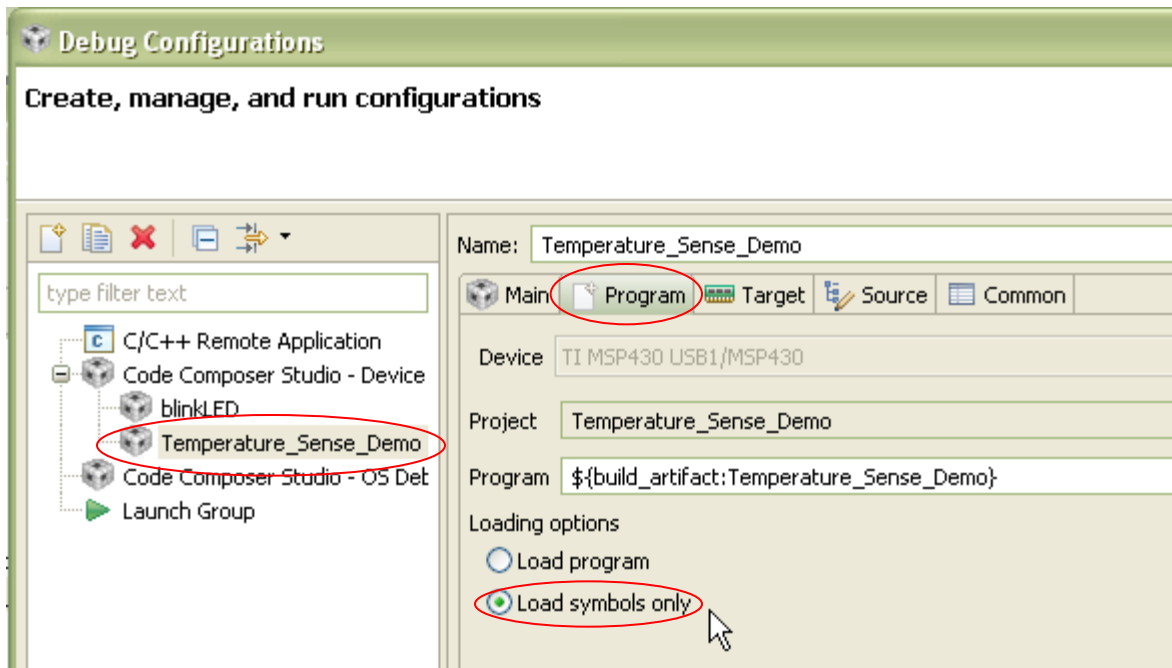 Debug Configurations
Create, manage, and run configurations
type filter text
C/C++ Remote Application
Code Composer Studio - Device
blinkLED
Temperature_Sense_Demo
Code Composer Studio - OS Deb
Launch Group
Name: Temperature_Sense_Demo
Main Program Target Source Common
Device TI MSP430 USB1/MSP430
Project Temperature_Sense_Demo
Program ${build_artifact:Temperature_Sense_Demo}
Loading options
Load program
Load symbols only